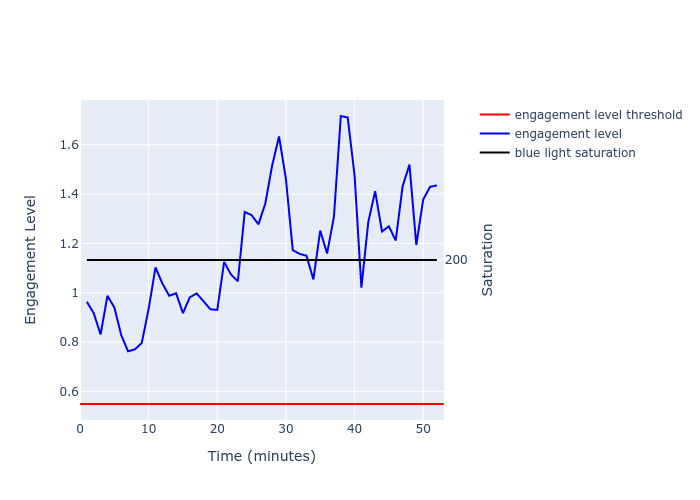 engagement level threshold
engagement level
blue light saturation
1.6
1.4
1.2
1
0.8
0.6
Engagement Level
200
Saturation
0 10 20 30 40 50
Time (minutes)